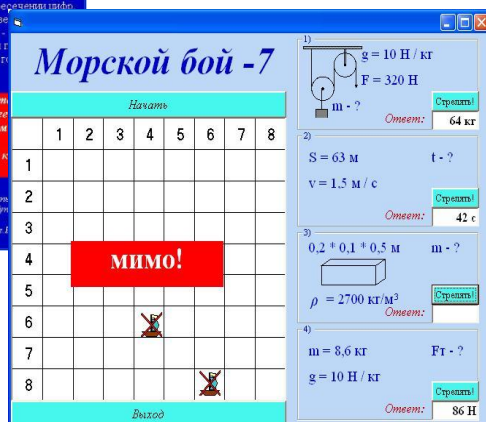 Морской бой -7
Начать
1 2 3 4 5 6 7 8
1
2
3
4
5
6
7
8
мимо!
Выход
1)
g = 10 Н / кг
F = 320 Н
m - ?
Стрелять!
Ответ:
64 кг
2)
S = 63 м t - ?
v = 1,5 м / с
Стрелять!
Ответ:
42 с
3)
0,2 * 0,1 * 0,5 м m - ?
ρ = 2700 кг/м³
Стрелять!
Ответ:
4)
m = 8,6 кг Fт - ?
g = 10 Н / кг
Стрелять!
Ответ:
86 Н